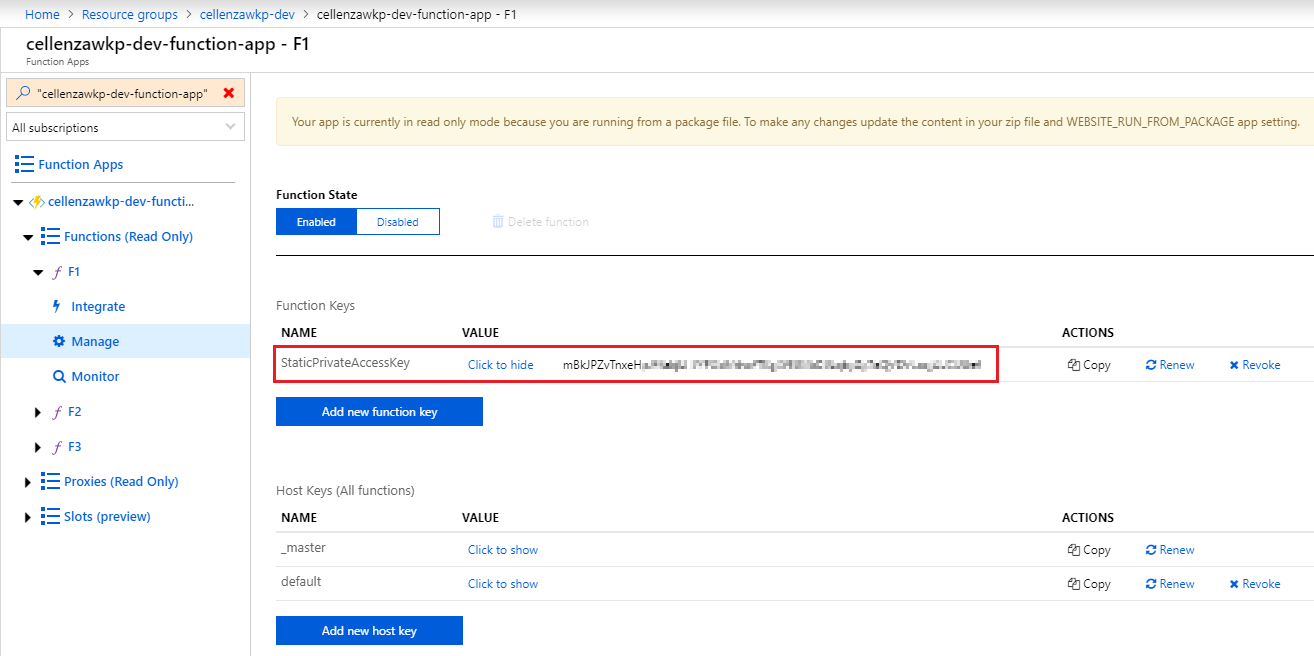 Home > Resource groups > cellenzawkp-dev > cellenzawkp-dev-function-app - F1
cellenzawkp-dev-function-app - F1
Function Apps
"cellenzawkp-dev-function-app"
All subscriptions
Function Apps
cellenzawkp-dev-functi...
Functions (Read Only)
F1
Integrate
Manage
Monitor
F2
F3
Proxies (Read Only)
Slots (preview)
Your app is currently in read only mode because you are running from a package file. To make any changes update the content in your zip file and WEBSITE_RUN_FROM_PACKAGE app setting.
Function State
Enabled Disabled Delete function
Function Keys
NAME VALUE ACTIONS
StaticPrivateAccessKey Click to hide mBkJPZvTnxeH Copy Renew Revoke
Add new function key
Host Keys (All functions)
NAME VALUE ACTIONS
_master Click to show Copy Renew
default Click to show Copy Renew Revoke
Add new host key